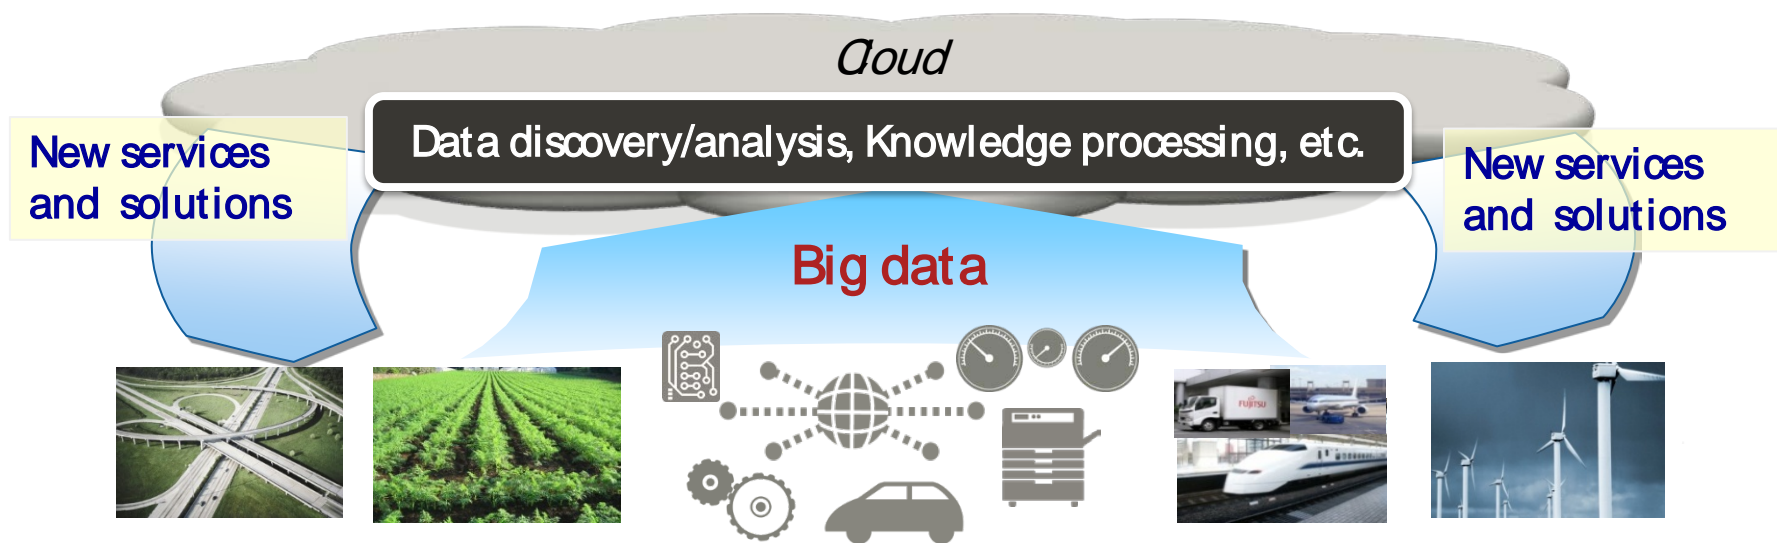 Cloud
Data discovery/analysis, Knowledge processing, etc.
New services
and solutions
New services
and solutions
Big data
FUJITSU